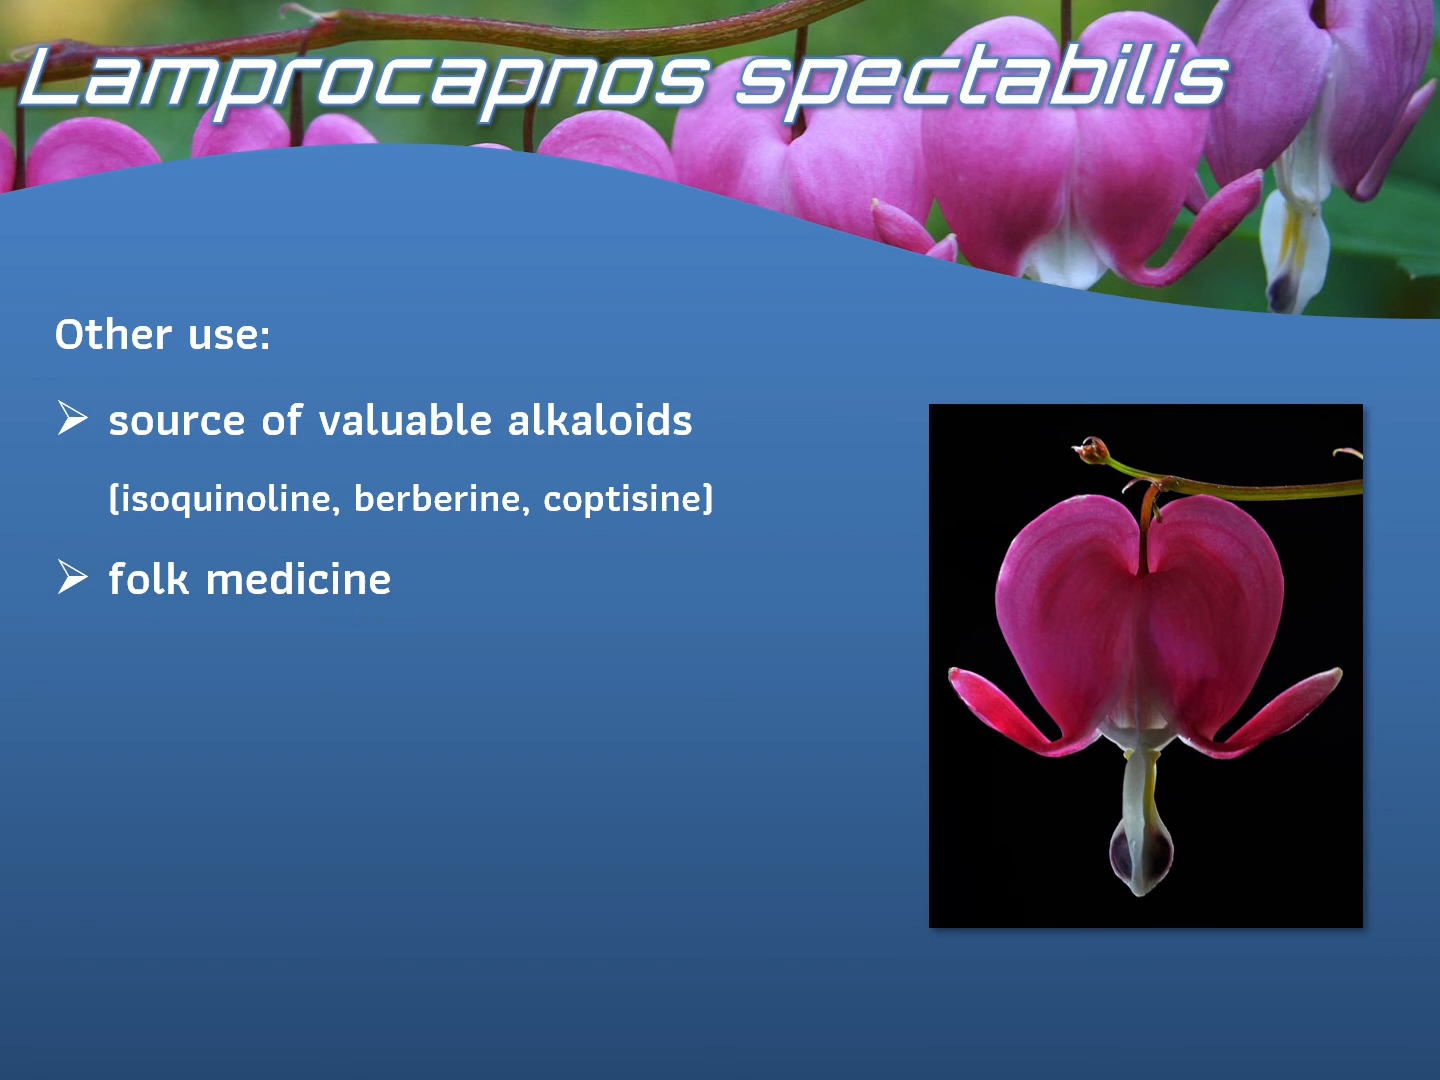 Lamprocapnos spectabilis
Other use:
➢ source of valuable alkaloids
(isoquinoline, berberine, coptisine)
➢ folk medicine